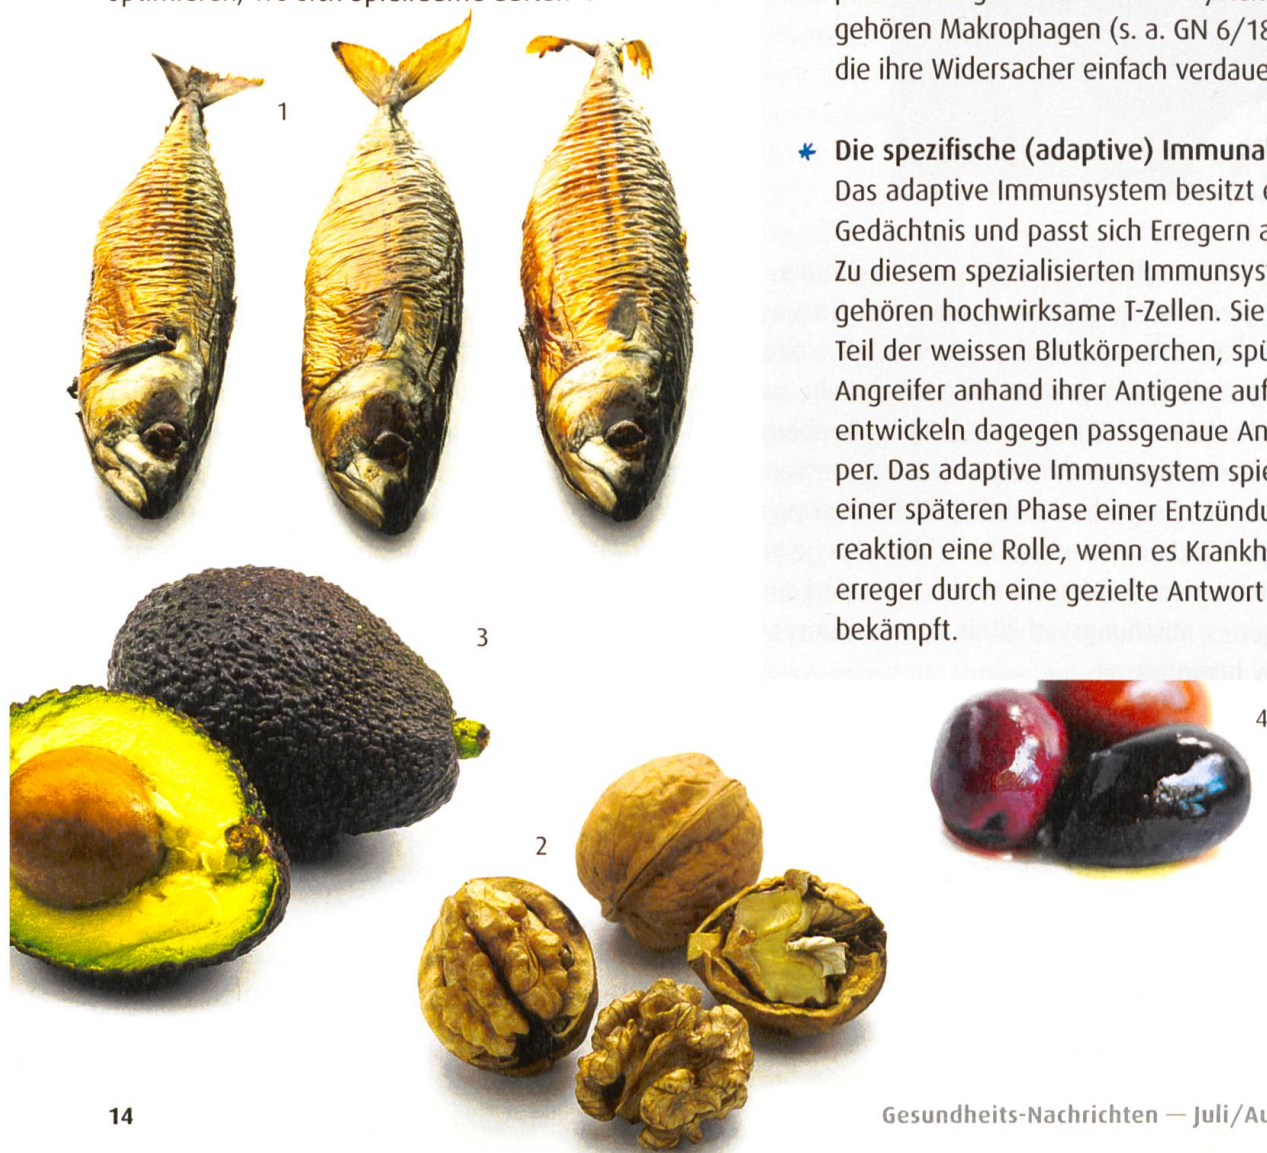 1
gehören Makrophagen (s. a. GN 6/18
die ihre Widersacher einfach verdaue
* Die spezifische (adaptive) Immuna
Das adaptive Immunsystem besitzt e
Gedächtnis und passt sich Erregern a
Zu diesem spezialisierten Immunsys
gehören hochwirksame T-Zellen. Sie
Teil der weissen Blutkörperchen, spü
Angreifer anhand ihrer Antigene auf
entwickeln dagegen passgenaue An
per. Das adaptive Immunsystem spie
einer späteren Phase einer Entzündu
reaktion eine Rolle, wenn es Krankh
erreger durch eine gezielte Antwort
bekämpft.
3
4
2
14
Gesundheits-Nachrichten — Juli/Au